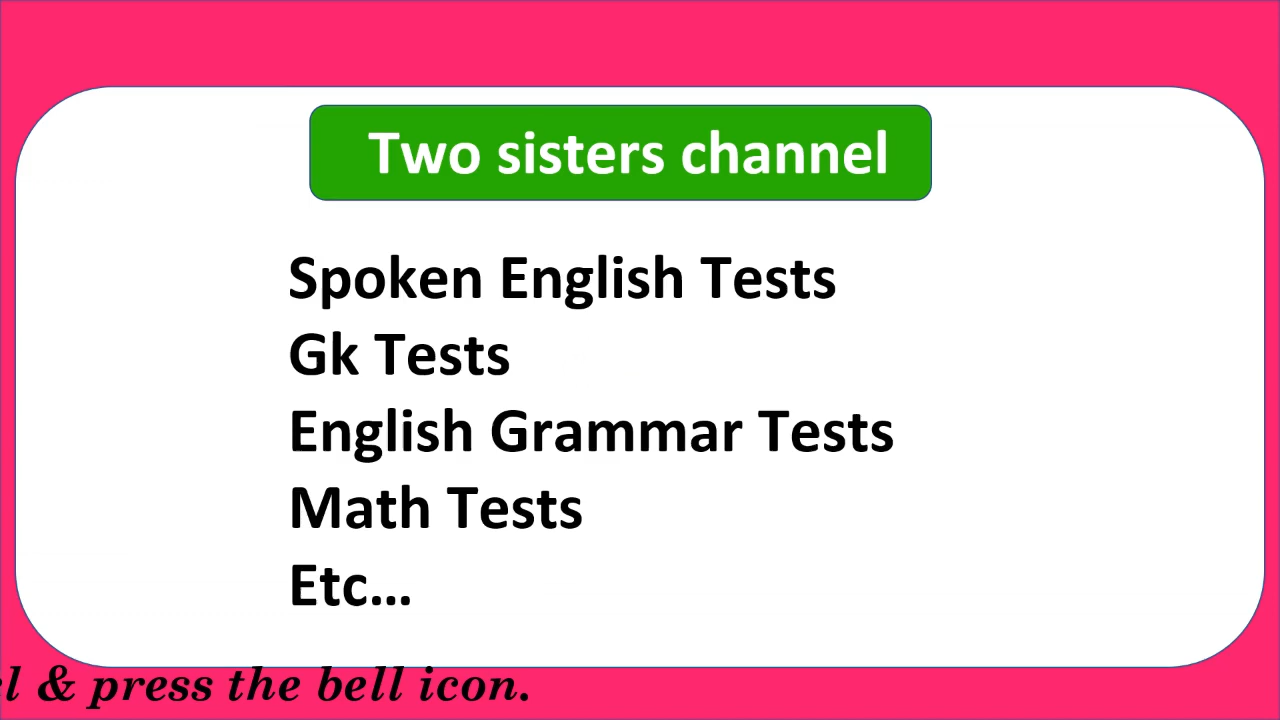 Two sisters channel
Spoken English Tests
Gk Tests
English Grammar Tests
Math Tests
Etc...
& press the bell icon.